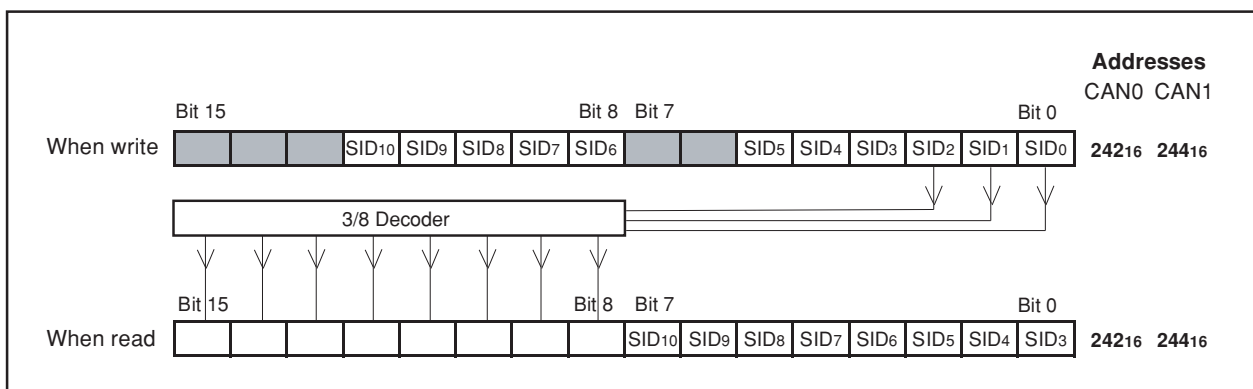 Addresses
CAN0 CAN1
Bit 15 Bit 8 Bit 7 Bit 0
When write SID10 SID9 SID8 SID7 SID6 SID5 SID4 SID3 SID2 SID1 SID0 24216 24416
3/8 Decoder
Bit 15 Bit 8 Bit 7 Bit 0
When read SID10 SID9 SID8 SID7 SID6 SID5 SID4 SID3 24216 24416